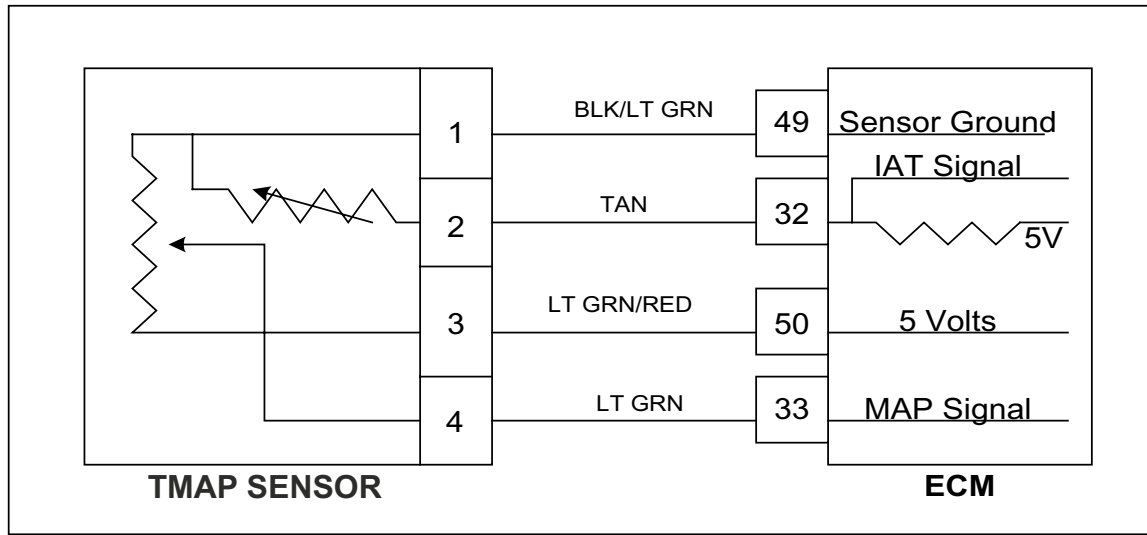 1
BLK/LT GRN
49
Sensor Ground
IAT Signal
2
TAN
32
5V
3
LT GRN/RED
50
5 Volts
4
LT GRN
33
MAP Signal
TMAP SENSOR
ECM